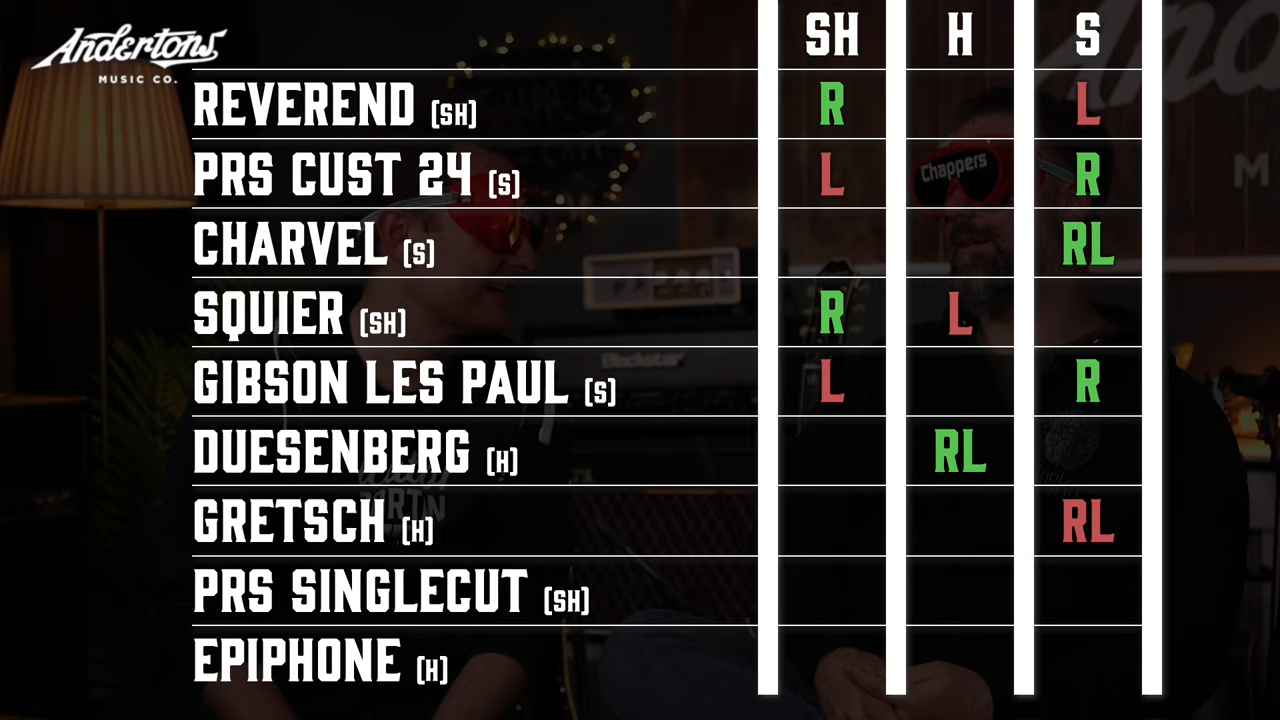 Andertons
MUSIC CO.
SH H S
REVEREND (SH) R L
PRS CUST 24 (S) L R
CHARVEL (S) RL
SQUIER (SH) R L
GIBSON LES PAUL (S) L R
DUESENBERG (H) RL
GRETSCH (H) RL
PRS SINGLECUT (SH)
EPIPHONE (H)
Chappers
Blackstar